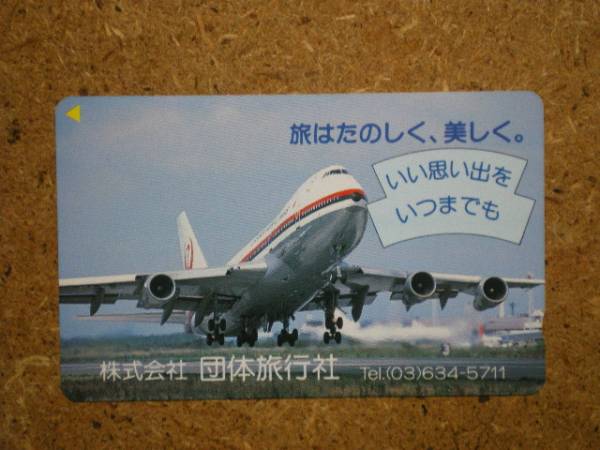 旅はたのしく、美しく。
いい思い出を
いつまでも
株式会社 団体旅行社 Tel.(03)634-5711